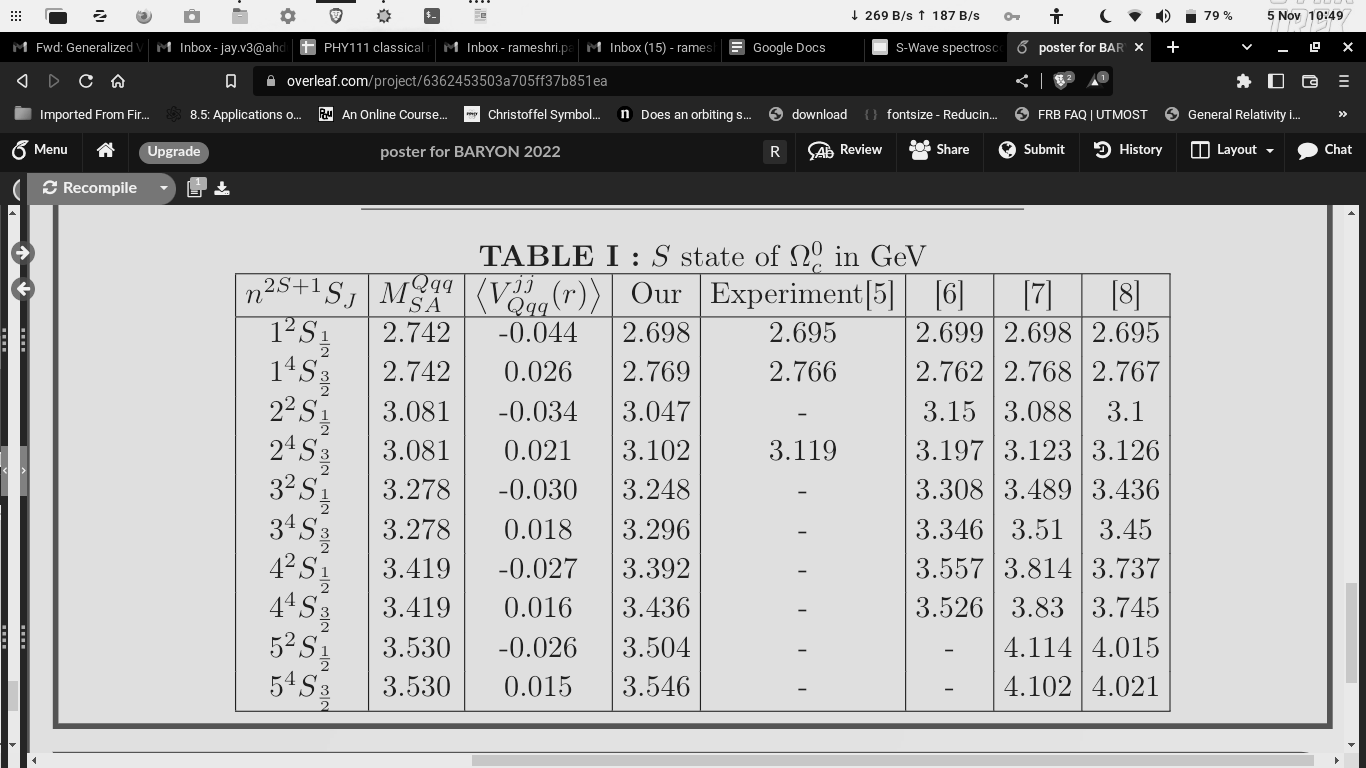 ↓ 269 B/s ↑ 187 B/s 79 % 5 Nov 10:49
Fwd: Generalized V Inbox - jay.v3@ahd PHY111 classical Inbox - rameshri.pa Inbox (15) - rames Google Docs S-Wave spectrosc poster for BAR
overleaf.com/project/6362453503a705ff37b851ea 2 1
Imported From Fir... 8.5: Applications o... An Online Course... Christoffel Symbol... Does an orbiting s... download fontsize - Reducin... FRB FAQ | UTMOST General Relativity i... »
Menu Upgrade poster for BARYON 2022 R Review Share Submit History Layout Chat
Recompile 1
TABLE I : S state of Ω_c^0 in GeV
n^{2S+1}S_J M_{SA}^{Qqq} ⟨V_{Qqq}^{jj}(r)⟩ Our Experiment[5] [6] [7] [8]
1^2S_{1/2} 2.742 -0.044 2.698 2.695 2.699 2.698 2.695
1^4S_{3/2} 2.742 0.026 2.769 2.766 2.762 2.768 2.767
2^2S_{1/2} 3.081 -0.034 3.047 - 3.15 3.088 3.1
2^4S_{3/2} 3.081 0.021 3.102 3.119 3.197 3.123 3.126
3^2S_{1/2} 3.278 -0.030 3.248 - 3.308 3.489 3.436
3^4S_{3/2} 3.278 0.018 3.296 - 3.346 3.51 3.45
4^2S_{1/2} 3.419 -0.027 3.392 - 3.557 3.814 3.737
4^4S_{3/2} 3.419 0.016 3.436 - 3.526 3.83 3.745
5^2S_{1/2} 3.530 -0.026 3.504 - - 4.114 4.015
5^4S_{3/2} 3.530 0.015 3.546 - - 4.102 4.021